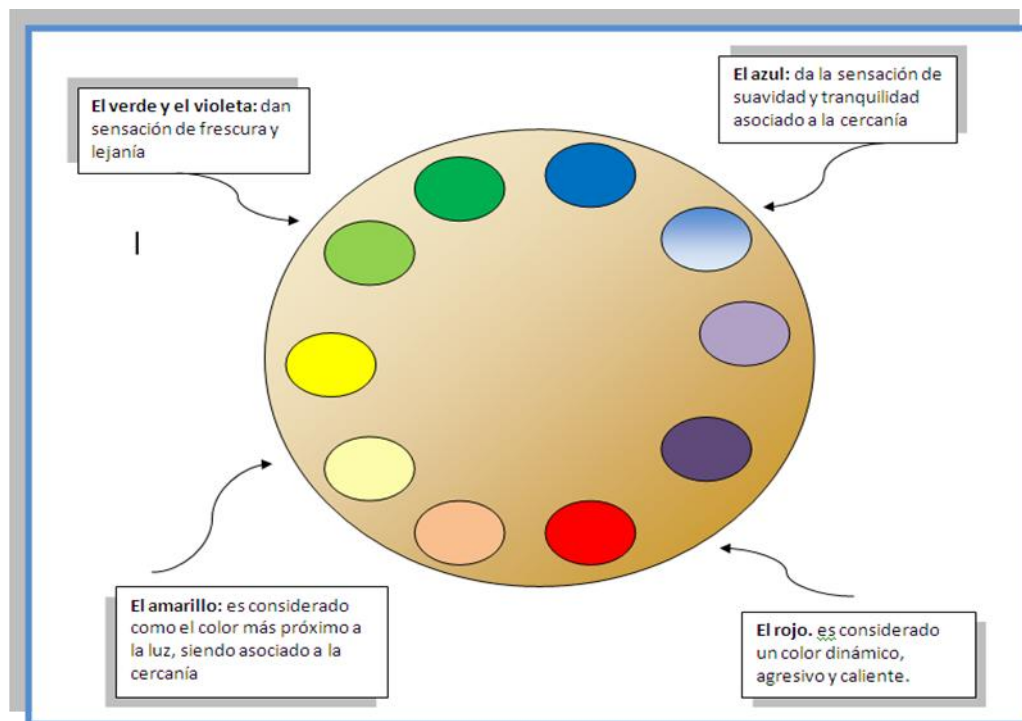 El verde y el violeta: dan
sensación de frescura y
lejanía
El azul: da la sensación de
suavidad y tranquilidad
asociado a la cercanía
El amarillo: es considerado
como el color más próximo a
la luz, siendo asociado a la
cercanía
El rojo. es considerado
un color dinámico,
agresivo y caliente.